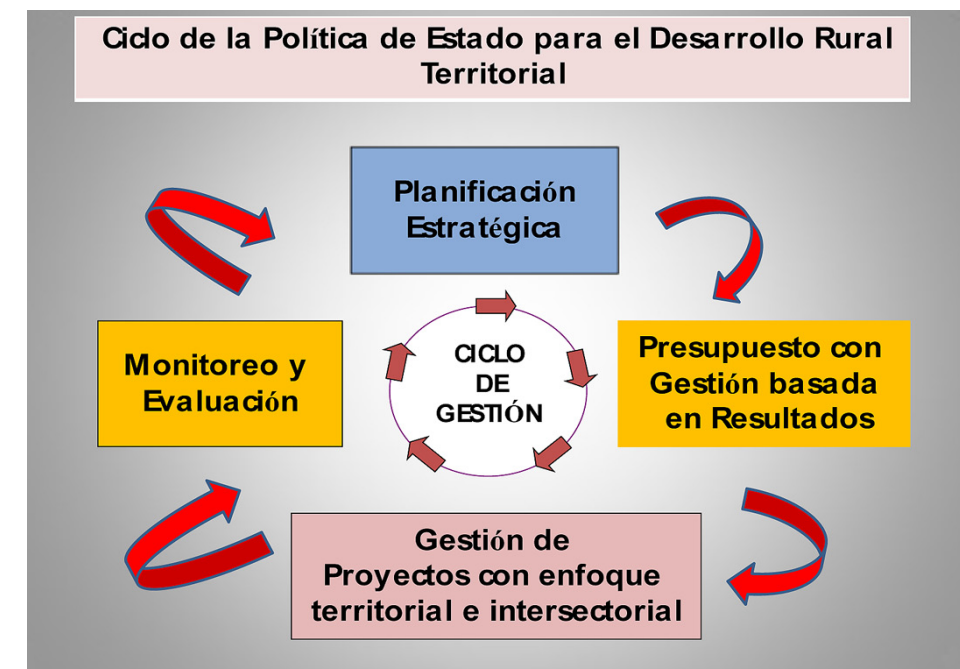 Ciclo de la Política de Estado para el Desarrollo Rural
Territorial
Planificación
Estratégica
Monitoreo y
Evaluación
CICLO
DE
GESTIÓN
Presupuesto con
Gestión basada
en Resultados
Gestión de
Proyectos con enfoque
territorial e intersectorial